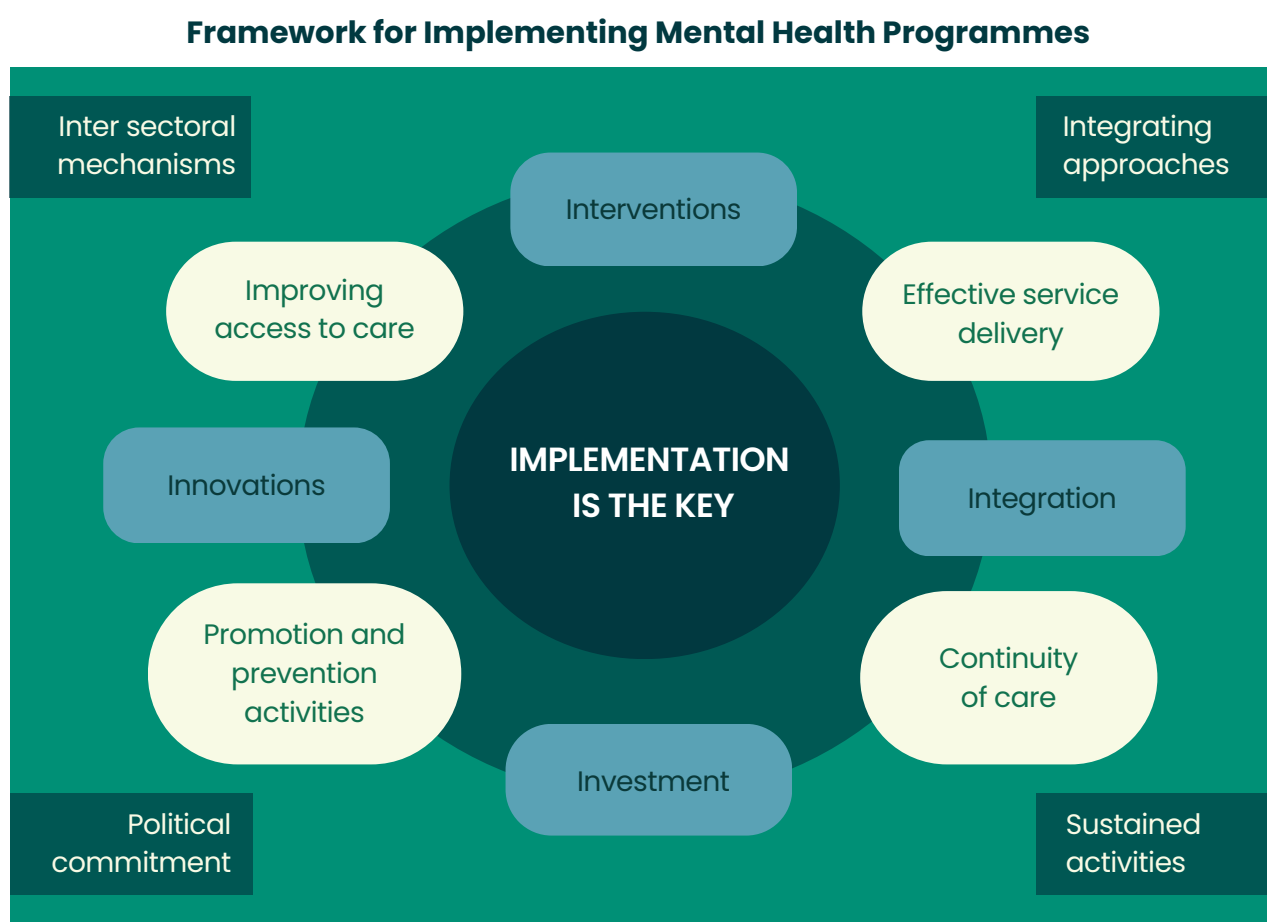 Framework for Implementing Mental Health Programmes
Inter sectoral
mechanisms
Integrating
approaches
Interventions
Improving
access to care
Effective service
delivery
IMPLEMENTATION
IS THE KEY
Innovations
Integration
Promotion and
prevention
activities
Continuity
of care
Investment
Political
commitment
Sustained
activities